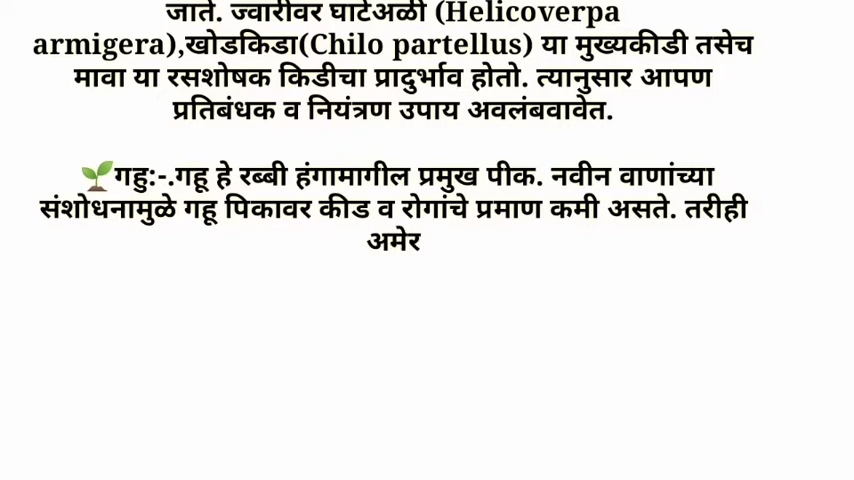 जाते. ज्वारीवर घाटेअळी (Helicoverpa
armigera),खोडकिडा(Chilo partellus) या मुख्यकीडी तसेच
मावा या रसशोषक किडीचा प्रादुर्भाव होतो. त्यानुसार आपण
प्रतिबंधक व नियंत्रण उपाय अवलंबवावेत.
🌱गहु:-.गहू हे रब्बी हंगामागील प्रमुख पीक. नवीन वाणांच्या
संशोधनामुळे गहू पिकावर कीड व रोगांचे प्रमाण कमी असते. तरीही
अमेर